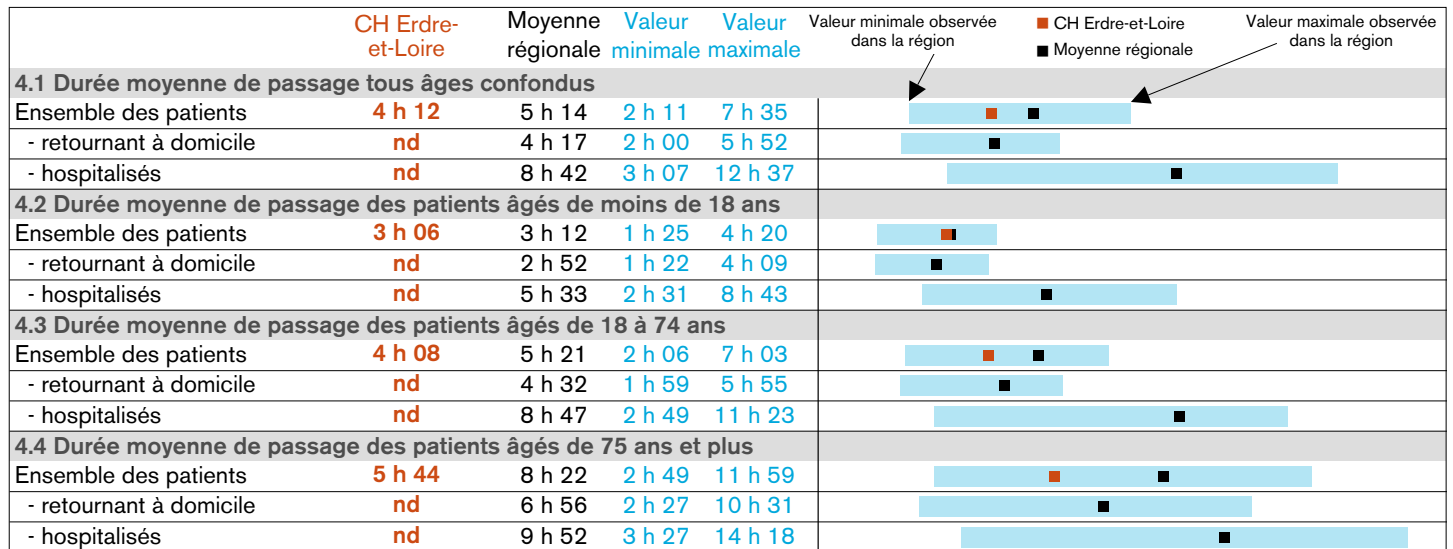 CH Erdre-et-Loire Moyenne régionale Valeur minimale Valeur maximale
Valeur minimale observée dans la région
CH Erdre-et-Loire
Moyenne régionale
Valeur maximale observée dans la région
4.1 Durée moyenne de passage tous âges confondus
Ensemble des patients 4 h 12 5 h 14 2 h 11 7 h 35
- retournant à domicile nd 4 h 17 2 h 00 5 h 52
- hospitalisés nd 8 h 42 3 h 07 12 h 37
4.2 Durée moyenne de passage des patients âgés de moins de 18 ans
Ensemble des patients 3 h 06 3 h 12 1 h 25 4 h 20
- retournant à domicile nd 2 h 52 1 h 22 4 h 09
- hospitalisés nd 5 h 33 2 h 31 8 h 43
4.3 Durée moyenne de passage des patients âgés de 18 à 74 ans
Ensemble des patients 4 h 08 5 h 21 2 h 06 7 h 03
- retournant à domicile nd 4 h 32 1 h 59 5 h 55
- hospitalisés nd 8 h 47 2 h 49 11 h 23
4.4 Durée moyenne de passage des patients âgés de 75 ans et plus
Ensemble des patients 5 h 44 8 h 22 2 h 49 11 h 59
- retournant à domicile nd 6 h 56 2 h 27 10 h 31
- hospitalisés nd 9 h 52 3 h 27 14 h 18